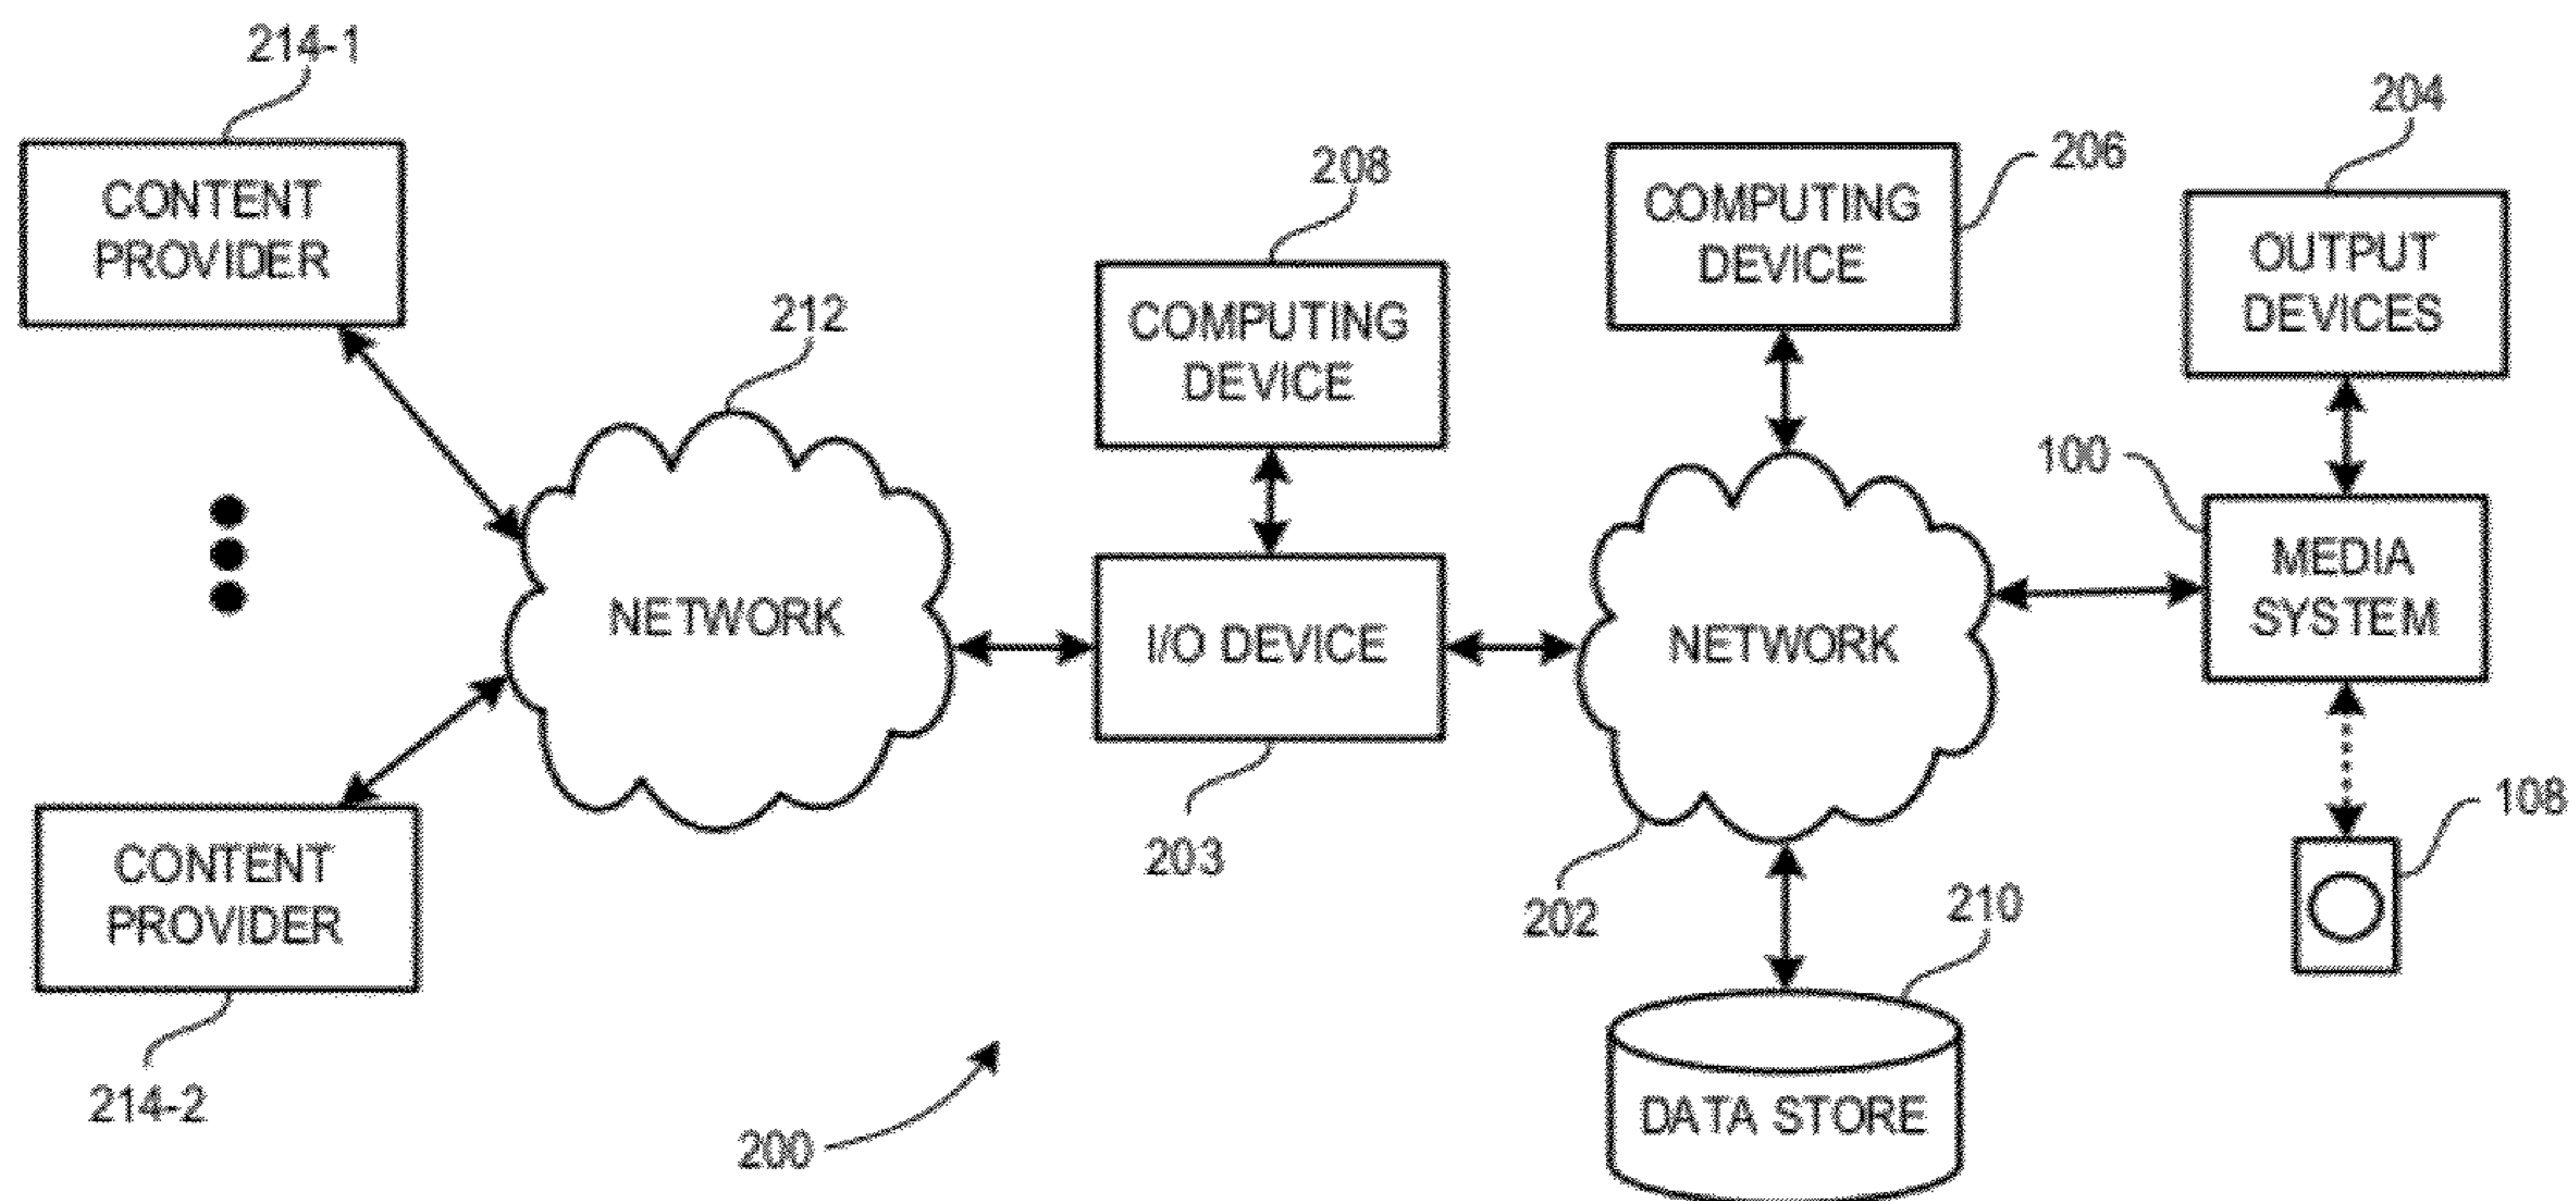 214-1
CONTENT
PROVIDER
212
NETWORK
CONTENT
PROVIDER
214-2
208
COMPUTING
DEVICE
I/O DEVICE
203
206
COMPUTING
DEVICE
NETWORK
202
210
DATA STORE
204
OUTPUT
DEVICES
100
MEDIA
SYSTEM
108
200